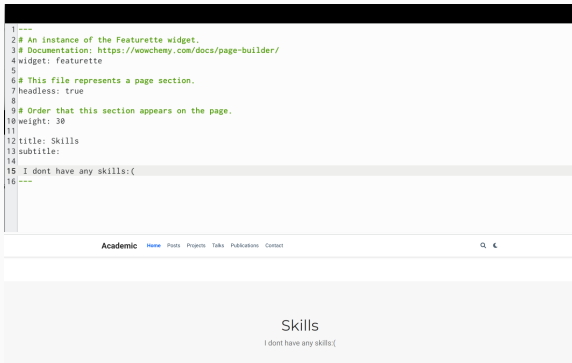 1 ---
2 # An instance of the Featurette widget.
3 # Documentation: https://wowchemy.com/docs/page-builder/
4 widget: featurette
5
6 # This file represents a page section.
7 headless: true
8
9 # Order that this section appears on the page.
10 weight: 30
11
12 title: Skills
13 subtitle:
14
15 I dont have any skills:(
16 ---
Academic Home Posts Projects Talks Publications Contact
Skills
I dont have any skills:(